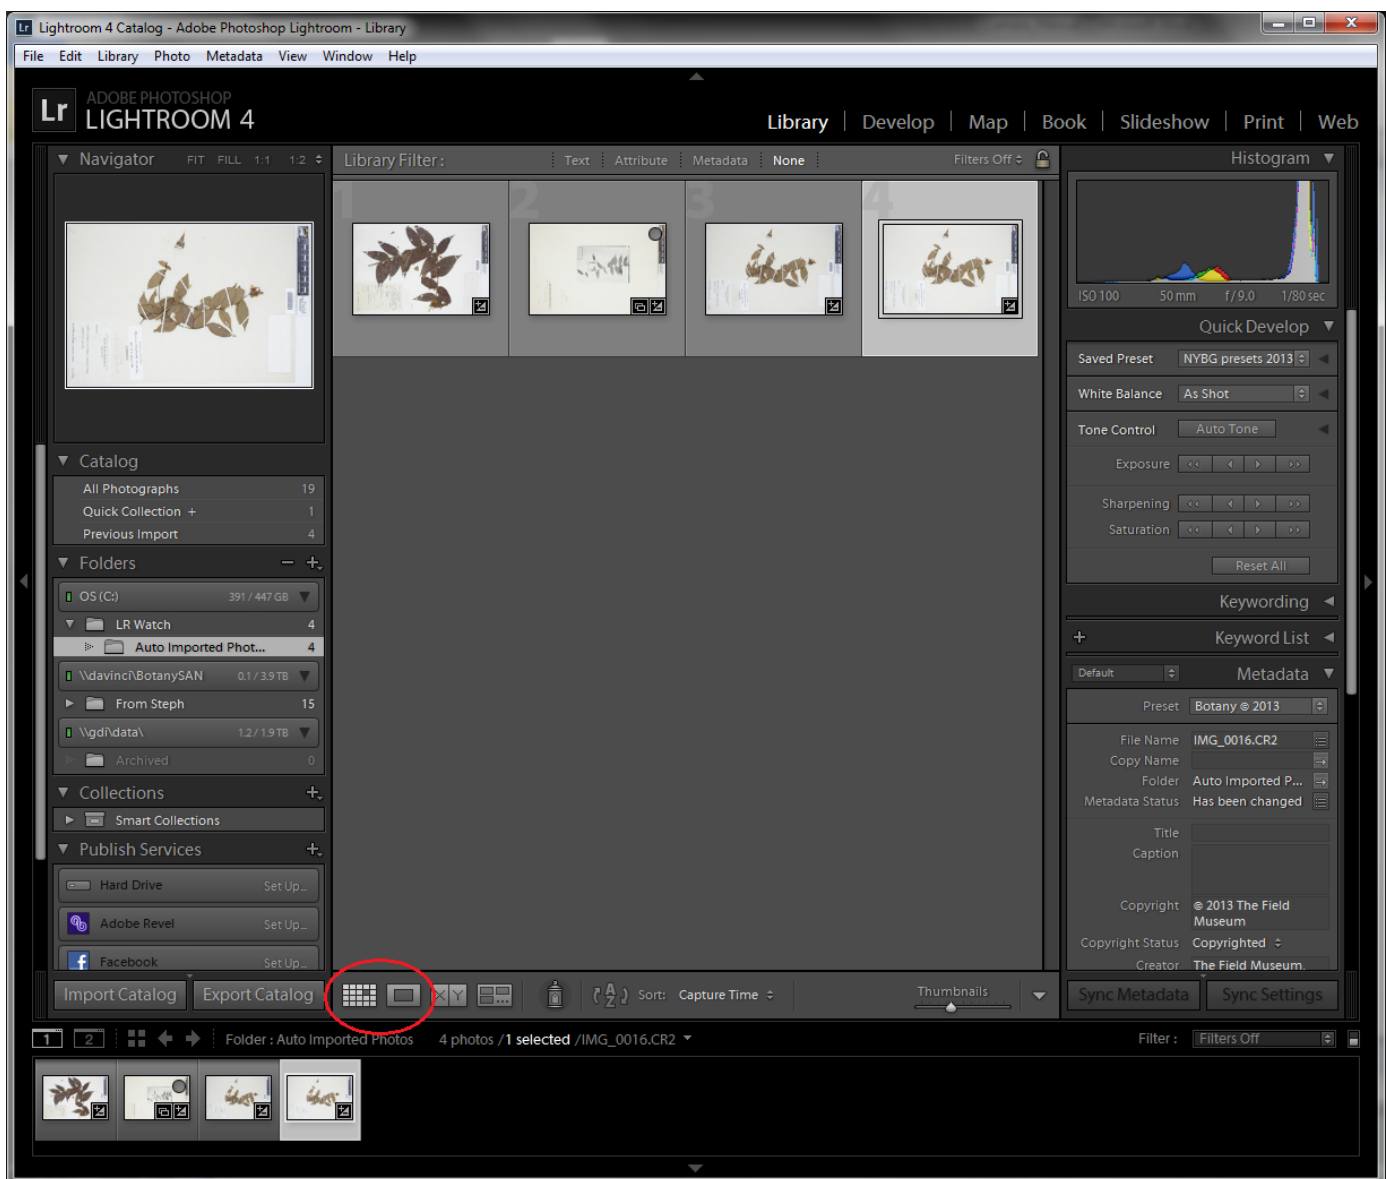 Lr Lightroom 4 Catalog - Adobe Photoshop Lightroom - Library
File Edit Library Photo Metadata View Window Help
Lr ADOBE PHOTOSHOP
LIGHTROOM 4
Library | Develop | Map | Book | Slideshow | Print | Web
Navigator FIT FILL 1:1 1:2
Library Filter: Text Attribute Metadata None Filters Off
Histogram
1 2 3 4
ISO 100 50 mm f/9.0 1/80 sec
Quick Develop
Saved Preset NYBG presets 2013
White Balance As Shot
Tone Control Auto Tone
Exposure
Sharpening
Saturation
Reset All
Keywording
Keyword List
Default Metadata
Preset Botany © 2013
File Name IMG_0016.CR2
Copy Name
Folder Auto Imported P...
Metadata Status Has been changed
Title
Caption
Copyright © 2013 The Field
Museum
Copyright Status Copyrighted
Creator The Field Museum,
Sync Metadata Sync Settings
Catalog
All Photographs 19
Quick Collection + 1
Previous Import 4
Folders
OS (C:) 391 / 447 GB
LR Watch 4
Auto Imported Phot... 4
\\davinci\BotanySAN 0.1 / 3.9 TB
From Steph 15
\\gdi\data\ 1.2 / 1.9 TB
Archived 0
Collections
Smart Collections
Publish Services
Hard Drive Set Up...
Adobe Revel Set Up...
Facebook Set Up...
Import Catalog Export Catalog
X Y
Sort: Capture Time
Thumbnails
1 2 Folder : Auto Imported Photos 4 photos / 1 selected / IMG_0016.CR2
Filter : Filters Off